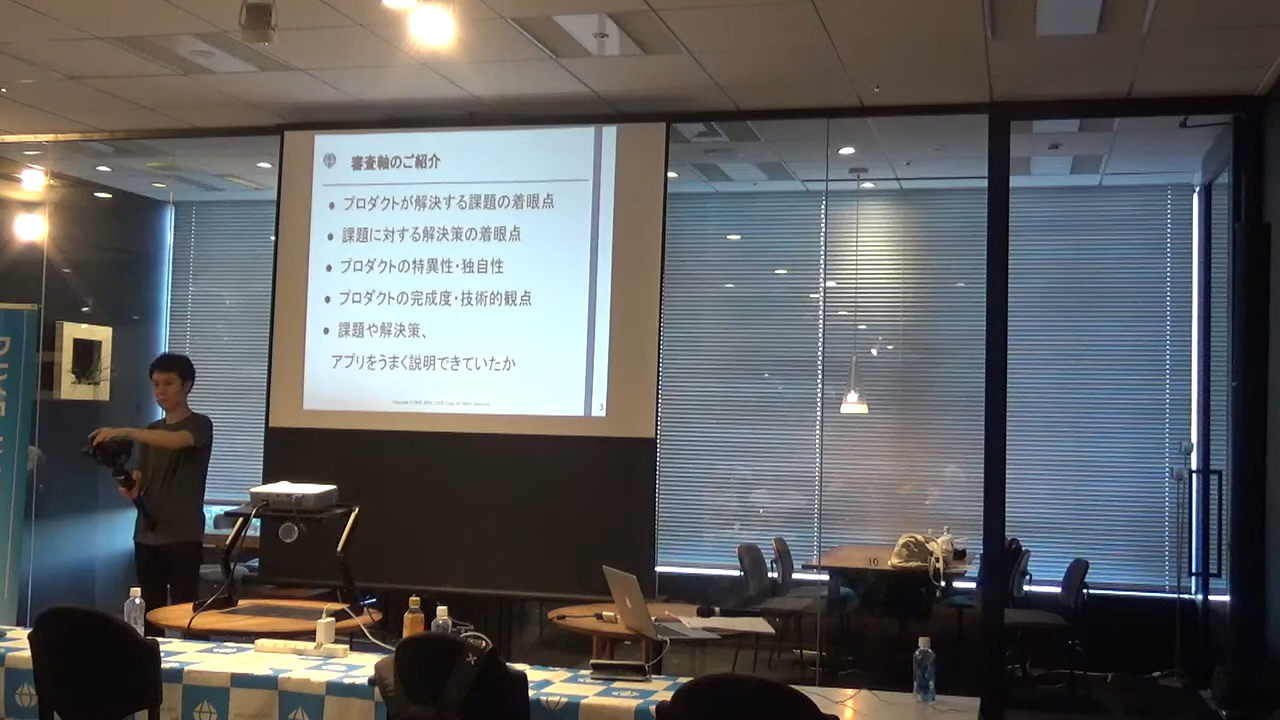 審査軸のご紹介
● プロダクトが解決する課題の着眼点
● 課題に対する解決策の着眼点
● プロダクトの特異性・独自性
● プロダクトの完成度・技術的観点
● 課題や解決策、
アプリをうまく説明できていたか
3
10